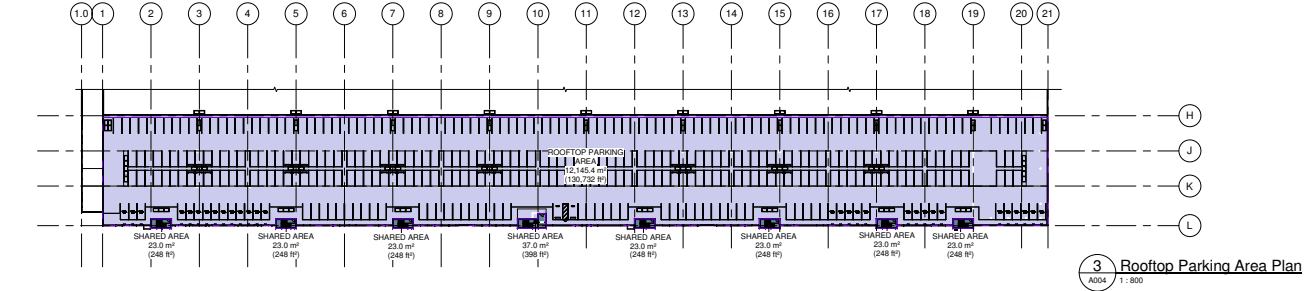 1.0 1 2 3 4 5 6 7 8 9 10 11 12 13 14 15 16 17 18 19 20 21
H
J
ROOFTOP PARKING
AREA
12,145.4 m²
(130,732 ft²)
K
L
SHARED AREA
23.0 m²
(248 ft²)
SHARED AREA
23.0 m²
(248 ft²)
SHARED AREA
23.0 m²
(248 ft²)
SHARED AREA
37.0 m²
(398 ft²)
SHARED AREA
23.0 m²
(248 ft²)
SHARED AREA
23.0 m²
(248 ft²)
SHARED AREA
23.0 m²
(248 ft²)
SHARED AREA
23.0 m²
(248 ft²)
3 Rooftop Parking Area Plan
A004 1 : 800